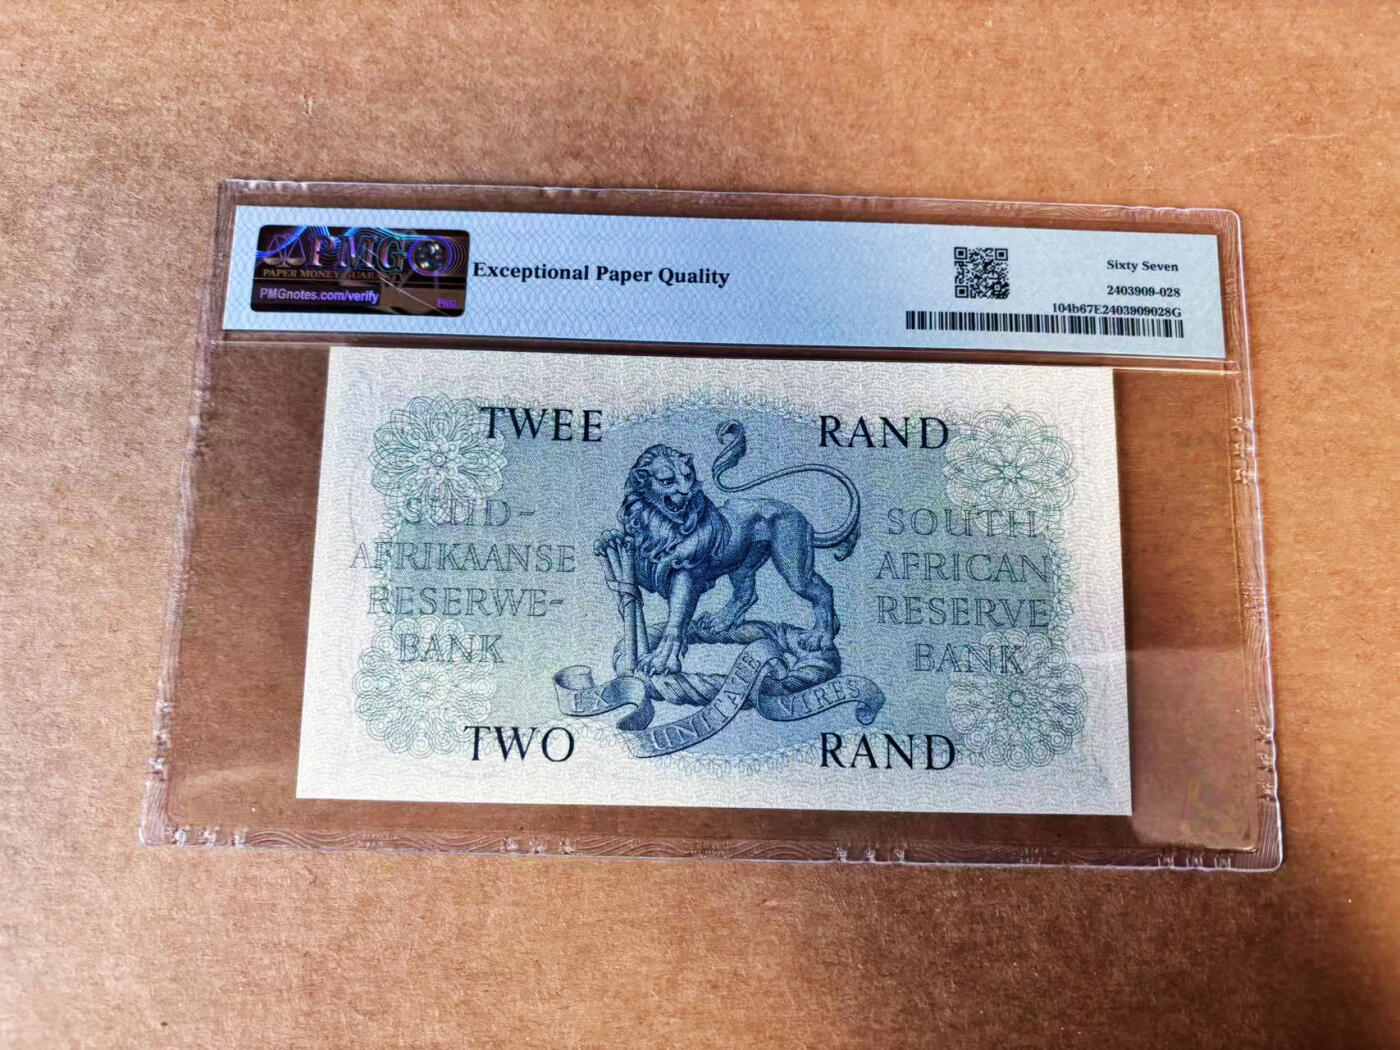 PMG
PAPER MONEY GUARANTY
PMGnotes.com/verify
PMG
Exceptional Paper Quality
Sixty Seven
2403909-028
104b67E2403909028G
TWEE RAND
SUID-
AFRIKAANSE
RESERWE-
BANK
SOUTH
AFRICAN
RESERVE
BANK
EX UNITATE VIRES
TWO RAND